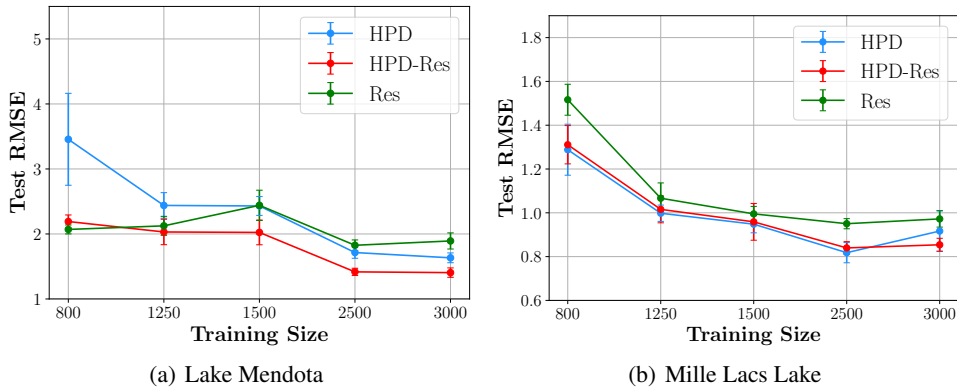 HPD
HPD-Res
Res
5
4
3
2
1
Test RMSE
800
1250
1500
2500
3000
Training Size
(a) Lake Mendota
HPD
HPD-Res
Res
1.8
1.6
1.4
1.2
1.0
0.8
0.6
Test RMSE
800
1250
1500
2500
3000
Training Size
(b) Mille Lacs Lake